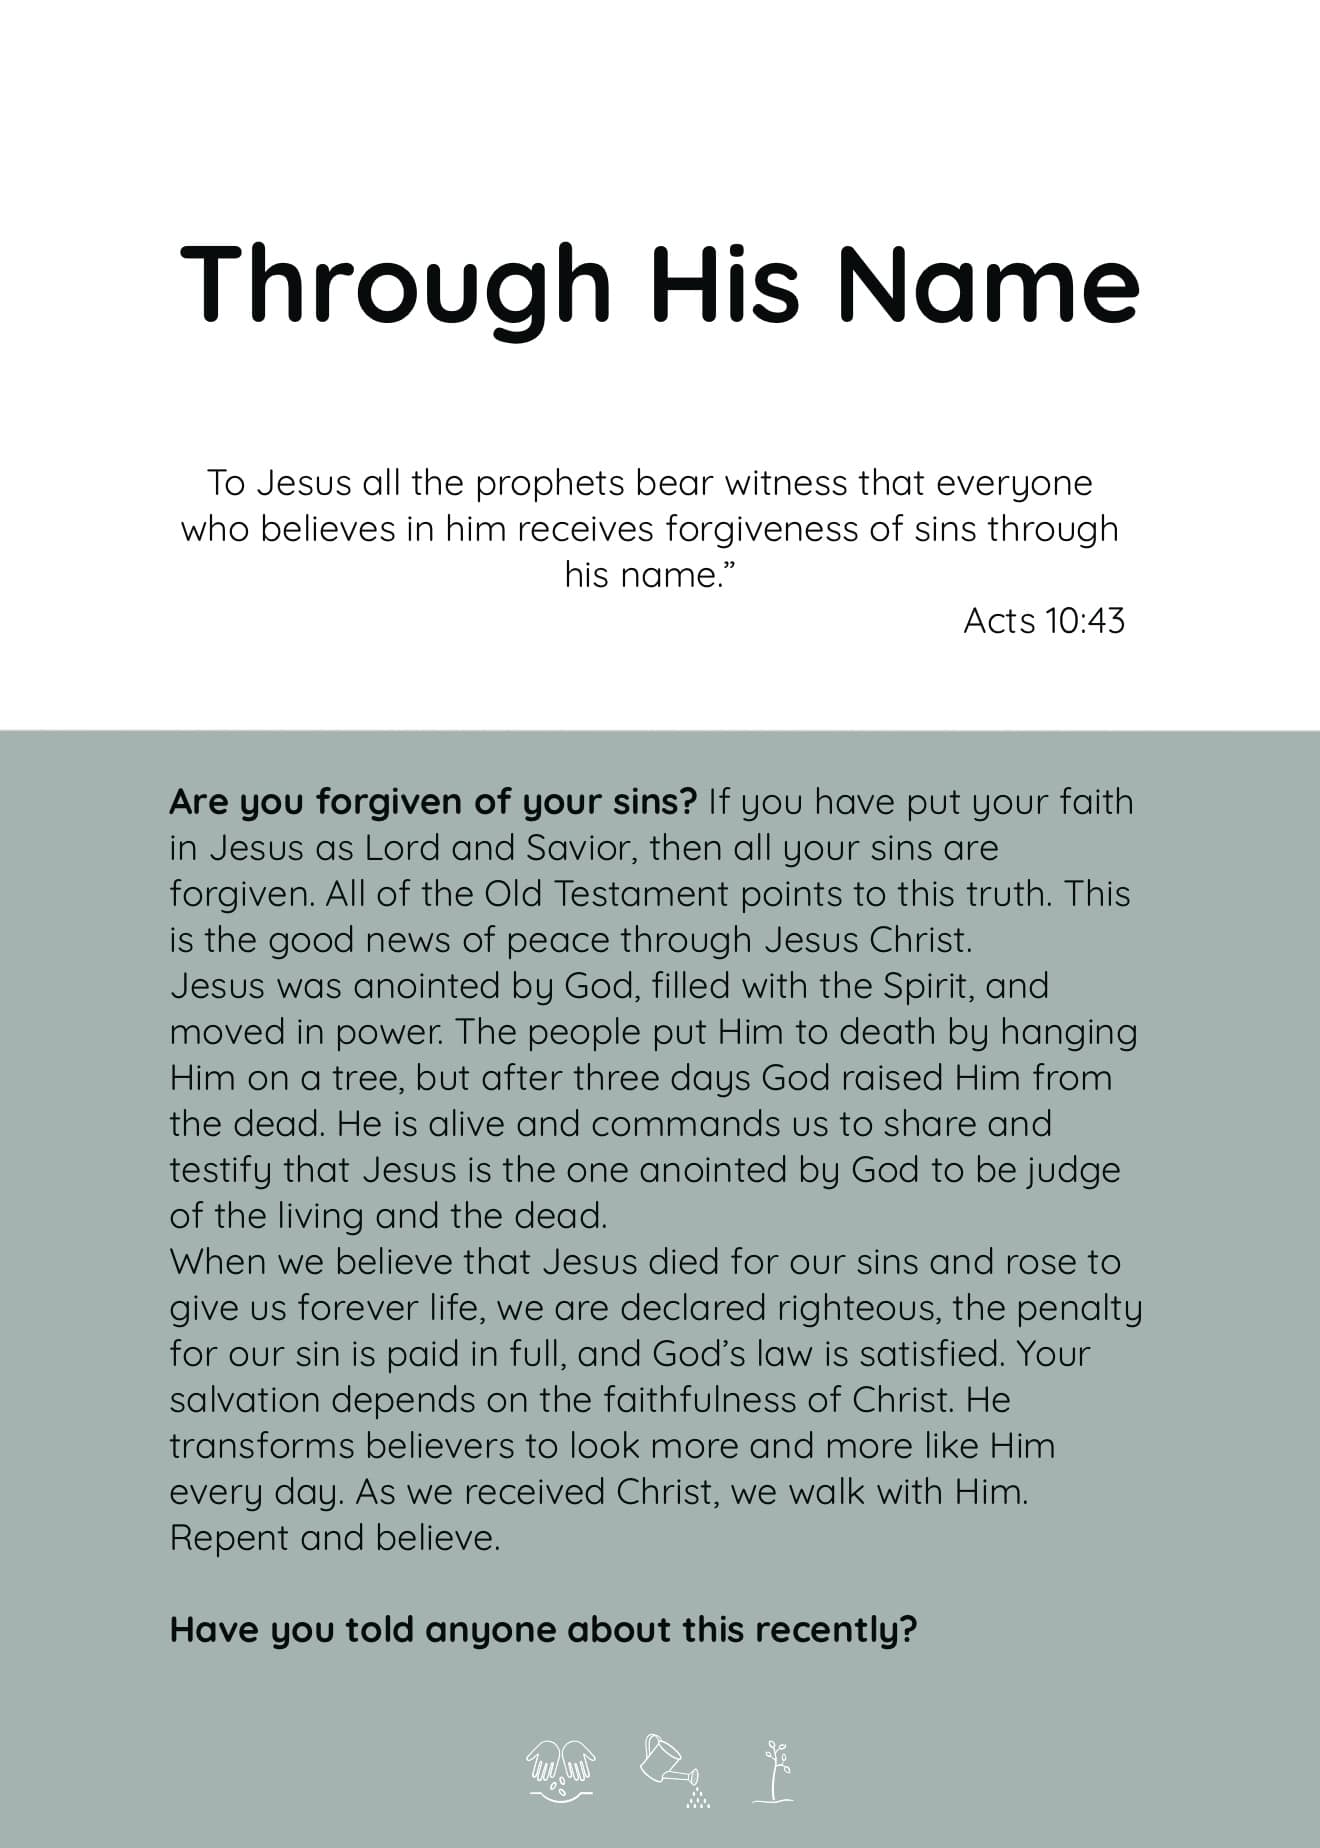 Through His Name
To Jesus all the prophets bear witness that everyone
who believes in him receives forgiveness of sins through
his name.”
Acts 10:43
Are you forgiven of your sins? If you have put your faith
in Jesus as Lord and Savior, then all your sins are
forgiven. All of the Old Testament points to this truth. This
is the good news of peace through Jesus Christ.
Jesus was anointed by God, filled with the Spirit, and
moved in power. The people put Him to death by hanging
Him on a tree, but after three days God raised Him from
the dead. He is alive and commands us to share and
testify that Jesus is the one anointed by God to be judge
of the living and the dead.
When we believe that Jesus died for our sins and rose to
give us forever life, we are declared righteous, the penalty
for our sin is paid in full, and God’s law is satisfied. Your
salvation depends on the faithfulness of Christ. He
transforms believers to look more and more like Him
every day. As we received Christ, we walk with Him.
Repent and believe.
Have you told anyone about this recently?